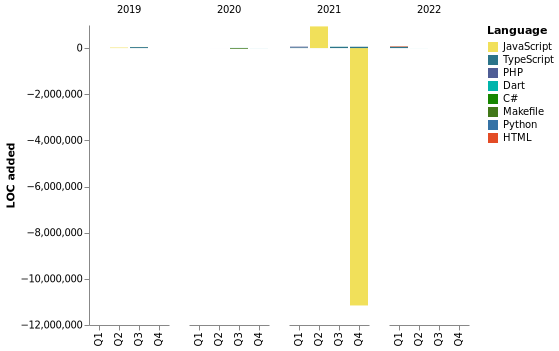 2019 2020 2021 2022
Language
JavaScript
TypeScript
PHP
Dart
C#
Makefile
Python
HTML
LOC added
0
−2,000,000
−4,000,000
−6,000,000
−8,000,000
−10,000,000
−12,000,000
Q1 Q2 Q3 Q4 Q1 Q2 Q3 Q4 Q1 Q2 Q3 Q4 Q1 Q2 Q3 Q4